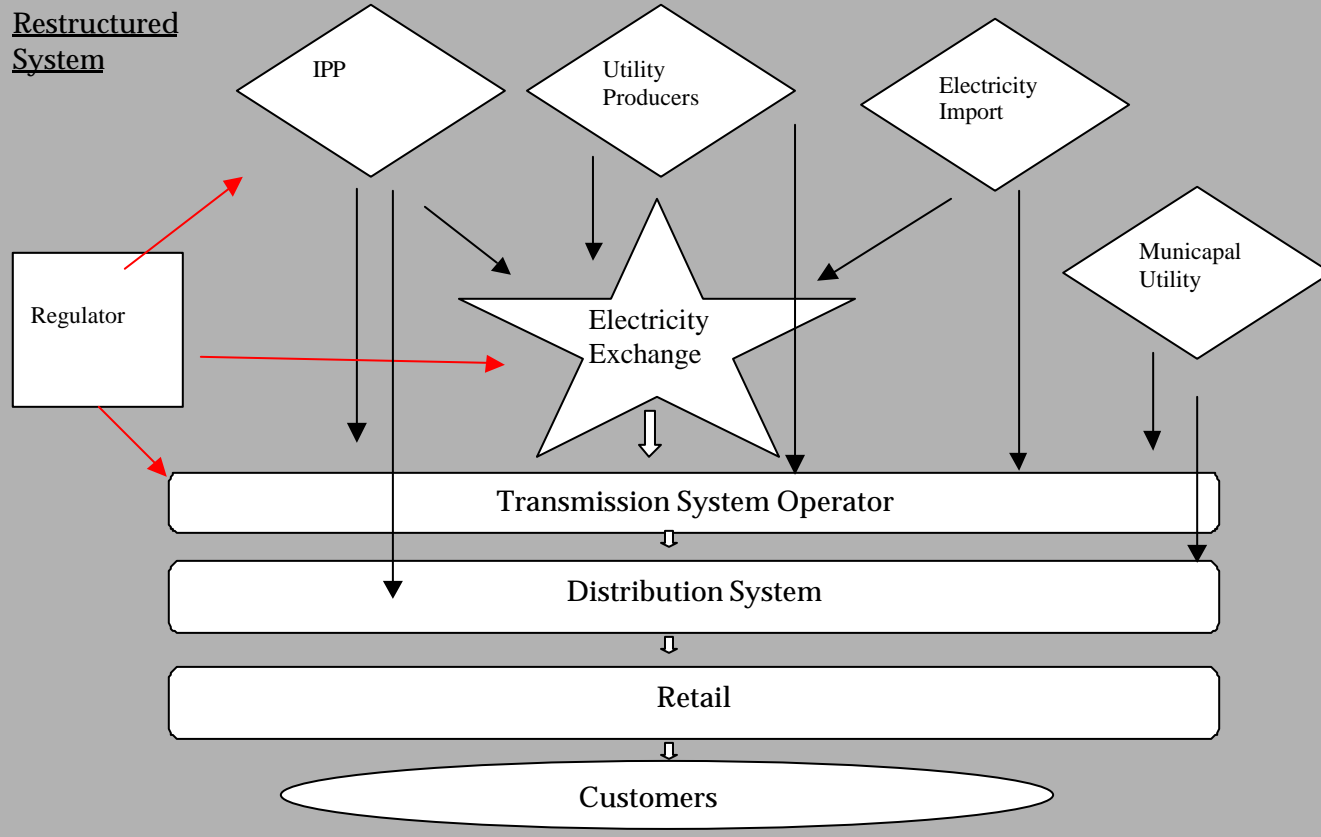 Restructured
System
IPP
Utility
Producers
Electricity
Import
Municapal
Utility
Regulator
Electricity
Exchange
Transmission System Operator
Distribution System
Retail
Customers